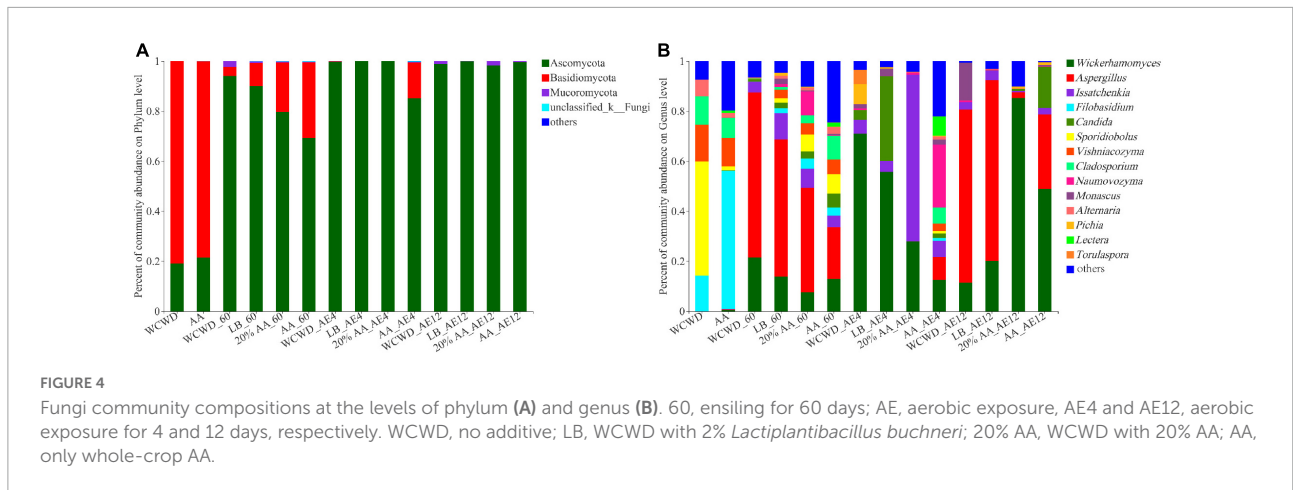 A
B
Percent of community abundance on Phylum level
1
0.8
0.6
0.4
0.2
0
WCWD
AA
WCWD_60
LB_60
20% AA_60
AA_60
WCWD_AE4
LB_AE4
20% AA_AE4
AA_AE4
WCWD_AE12
LB_AE12
20% AA_AE12
AA_AE12
Ascomycota
Basidiomycota
Mucoromycota
unclassified_k__Fungi
others
Percent of community abundance on Genus level
1
0.8
0.6
0.4
0.2
0
WCWD
AA
WCWD_60
LB_60
20% AA_60
AA_60
WCWD_AE4
LB_AE4
20% AA_AE4
AA_AE4
WCWD_AE12
LB_AE12
20% AA_AE12
AA_AE12
Wickerhamomyces
Aspergillus
Issatchenkia
Filobasidium
Candida
Sporidiobolus
Vishniacozyma
Cladosporium
Naumovozyma
Monascus
Alternaria
Pichia
Lectera
Torulaspora
others
FIGURE 4
Fungi community compositions at the levels of phylum (A) and genus (B). 60, ensiling for 60 days; AE, aerobic exposure, AE4 and AE12, aerobic
exposure for 4 and 12 days, respectively. WCWD, no additive; LB, WCWD with 2% Lactiplantibacillus buchneri; 20% AA, WCWD with 20% AA; AA,
only whole-crop AA.